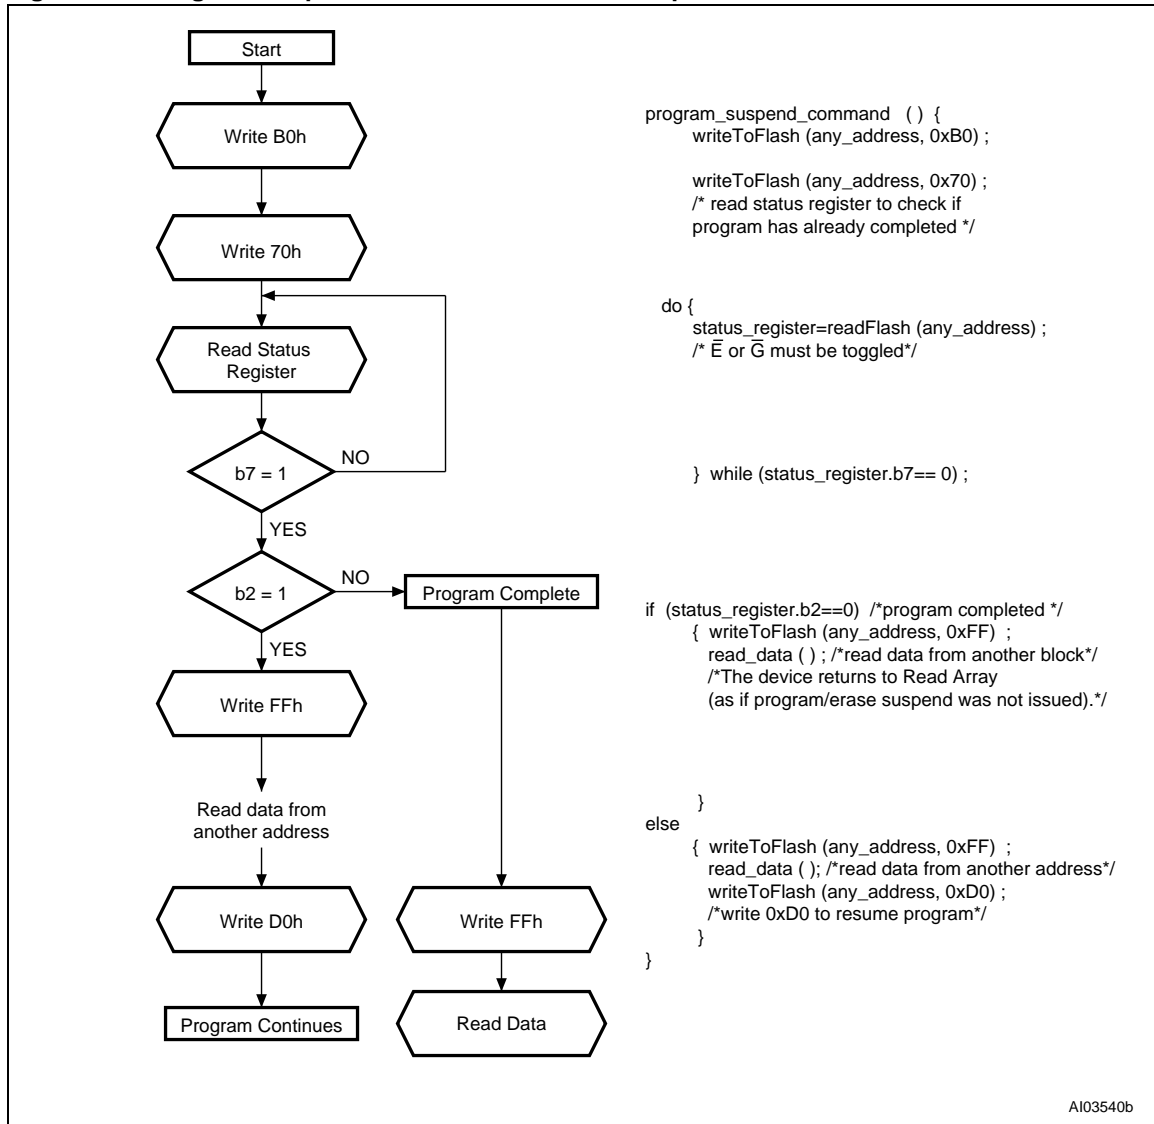 Start
Write B0h
Write 70h
Read Status
Register
b7 = 1
NO
YES
b2 = 1
NO
Program Complete
YES
Write FFh
Read data from
another address
Write D0h
Write FFh
Program Continues
Read Data
program_suspend_command ( ) {
writeToFlash (any_address, 0xB0) ;
writeToFlash (any_address, 0x70) ;
/* read status register to check if
program has already completed */
do {
status_register=readFlash (any_address) ;
/* E̅ or G̅ must be toggled*/
} while (status_register.b7== 0) ;
if (status_register.b2==0) /*program completed */
{ writeToFlash (any_address, 0xFF) ;
read_data ( ) ; /*read data from another block*/
/*The device returns to Read Array
(as if program/erase suspend was not issued).*/
}
else
{ writeToFlash (any_address, 0xFF) ;
read_data ( ); /*read data from another address*/
writeToFlash (any_address, 0xD0) ;
/*write 0xD0 to resume program*/
}
}
AI03540b